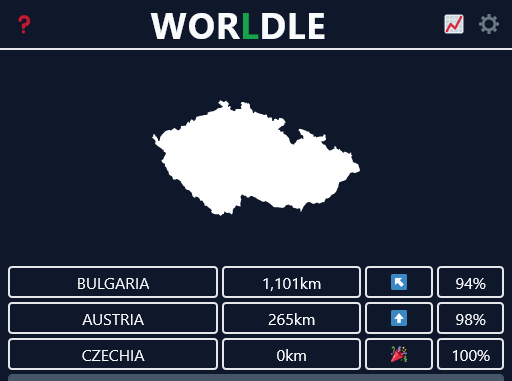 ?
WORLDLE
BULGARIA 1,101km ↖ 94%
AUSTRIA 265km ⬆ 98%
CZECHIA 0km 🎉 100%